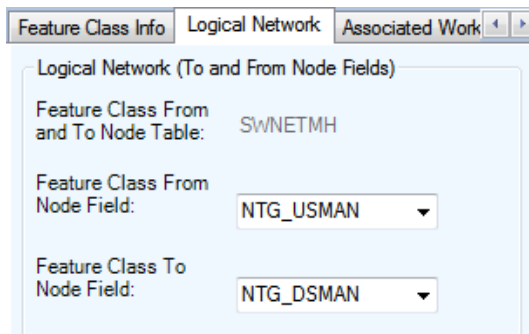 Feature Class Info Logical Network Associated Work
Logical Network (To and From Node Fields)
Feature Class From
and To Node Table: SWNETMH
Feature Class From
Node Field: NTG_USMAN
Feature Class To
Node Field: NTG_DSMAN